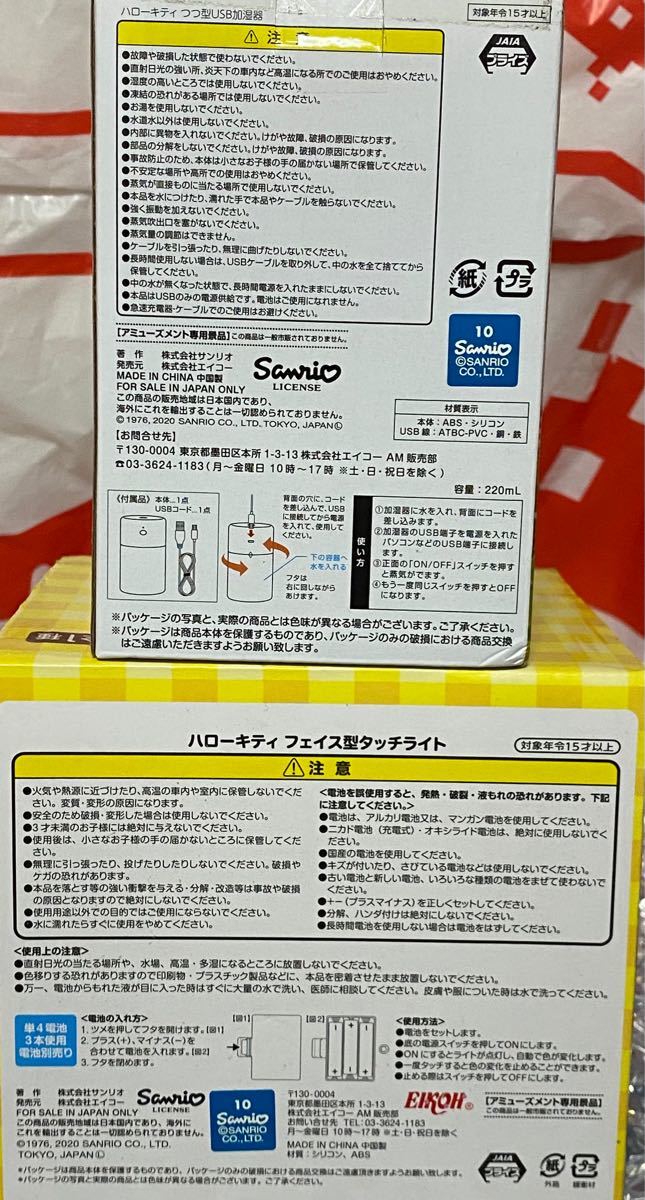 ハローキティ つつ型USB加湿器
対象年令15才以上
注 意
JAIA
プライズ
●故障や破損した状態で使わないでください。
●直射日光の強い所、炎天下の車内など高温になる所でのご使用はおやめください。
●湿度の高いところでは使用しないでください。
●凍結の恐れがある場所では使用しないでください。
●お湯を使用しないでください。
●水道水以外は使用しないでください。
●内部に異物を入れないでください。けがや故障、破損の原因になります。
●部品の分解をしないでください。けがや故障、破損の原因になります。
●事故防止のため、本体は小さなお子様の手の届かない場所で保管してください。
●不安定な場所や高所での使用はおやめください。
●蒸気が直接ものに当たる場所で使用しないでください。
●本品を水につけたり、濡れた手で本品やケーブルを触らないでください。
●強く振動を加えないでください。
●蒸気吹出口を塞がないでください。
●蒸気量の調節はできません。
●ケーブルを引っ張ったり、無理に曲げたりしないでください。
●長時間使用しない場合は、USBケーブルを取り外して、中の水を全て捨ててから
保管してください。
●中の水が無くなった状態で、長時間電源を入れたままにしないでください。
●本品はUSBのみの電源供給です。電池はご使用になれません。
●急速充電器・ケーブルでのご使用はお避けください。
紙
プラ
【アミューズメント専用景品】この商品は一般市販されておりません。
著 作 株式会社サンリオ
発売元 株式会社エイコー
MADE IN CHINA 中国製
FOR SALE IN JAPAN ONLY
この商品の販売地域は日本国内であり、
海外にこれを輸出することは一切認められておりません。
©1976, 2020 SANRIO CO., LTD. TOKYO, JAPAN Ⓛ
Sanrio
LICENSE
10
Sanrio
©SANRIO
CO., LTD.
材質表示
本体:ABS・シリコン
USB線:ATBC-PVC・銅・鉄
【お問合せ先】
〒130-0004 東京都墨田区本所 1-3-13 株式会社エイコー AM 販売部
☎03-3624-1183(月~金曜日 10時~17時 ※土・日・祝日を除く)
容量:220mL
〈付属品〉 本体…1点
USBコード…1点
背面の穴に、コード
を差し込んで、USB
に接続してから電源
を入れて、使用して
ください。
下の容器へ
水を入れる
フタは
右に回しながら
あけます。
使い方
①加湿器に水を入れ、背面にコードを
差し込みます。
②加湿器のUSB端子を電源を入れた
パソコンなどのUSB端子に接続し
ます。
③正面の「ON/OFF」スイッチを押す
と蒸気がでます。
④もう一度同じスイッチを押すとOFF
になります。
※パッケージの写真と、実際の商品とは色味が異なる場合がございます。ご了承ください。
※パッケージは商品本体を保護するものであり、パッケージのみの破損における商品交換
はご遠慮いただきますようお願い致します。
全1種
ハローキティ フェイス型タッチライト
対象年令15才以上
注 意
●火気や熱源に近づけたり、高温の車内や室内に保管しないでくだ
さい。変質・変形の原因になります。
●安全のため破損・変形した場合は使用しないでください。
●3才未満のお子様には絶対に与えないでください。
●使用後は、小さなお子様の手の届かないところに保管してくだ
さい。
●無理に引っ張ったり、投げたりしたりしないでください。破損や
ケガの恐れがあります。
●本品を落とす等の強い衝撃を与える・分解・改造等は事故や破損
の原因となりますので絶対にしないでください。
●使用用途以外での目的ではご使用にならないでください。
●水に濡れたらすぐに使用をやめてください。
<電池を誤使用すると、発熱・破裂・液もれの恐れがあります。下記
に注意してください。>
●電池は、アルカリ電池又は、マンガン電池を使用してください。
●ニカド電池(充電式)・オキシライド電池は、絶対に使用しないでく
ださい。
●国産の電池を使用してください。
●キズが付いたり、さびている電池などは使用しないでください。
●古い電池と新しい電池、いろいろな種類の電池をまぜて使わないで
ください。
●+-(プラスマイナス)を正しくセットしてください。
●分解、ハンダ付けは絶対にしないでください。
●長時間電池を使用しない場合は電池をはずしてください。
<使用上の注意>
●直射日光の当たる場所や、水場、高温・多湿になるところに放置しないでください。
●色移りする恐れがありますので印刷物・プラスチック製品などに、本品を密着させたまま放置しないでください。
●万一、電池からもれた液が目に入った時はすぐに大量の水で洗い、医師に相談してください。皮膚や服についた時は水で洗ってください。
単4電池
3本使用
電池別売り
<電池の入れ方>
1. ツメを押してフタを開けます。【図1】
2. プラス(+)、マイナス(-)を
合わせて電池を入れます。【図2】
3. フタを閉めます。
【図1】
【図2】
<使用方法>
●電池をセットします。
●底の電源スイッチを押してONにします。
●ONにするとライトが点灯し、自動で色が変化します。
●一度タッチすると色の変化を止めることができます。
●止める際はスイッチを押してOFFにします。
著 作 株式会社サンリオ
発売元 株式会社エイコー
FOR SALE IN JAPAN ONLY
この商品の販売地域は日本国内であり、海外に
これを輸出することは一切認められておりません。
©1976, 2020 SANRIO CO., LTD.
TOKYO, JAPAN Ⓛ
Sanrio
LICENSE
10
Sanrio
©SANRIO
CO., LTD.
〒130-0004
東京都墨田区本所 1-3-13
株式会社エイコー AM 販売部
お問い合せ先 TEL:03-3624-1183
月~金曜日 10時~17時 ※土・日・祝日を除く
MADE IN CHINA 中国製
材質:シリコン、ABS
EIKOH®
【アミューズメント専用景品】
この商品は、一般市販されておりません。
JAIA
プライズ
紙
外箱
プラ
緩衝材
*パッケージは商品本体を保護するものであり、パッケージのみの破損における商品交換はご遠慮頂きますようお願い致します。
*パッケージの写真と実際の商品とは色味が異なる場合がございます。ご了承ください。